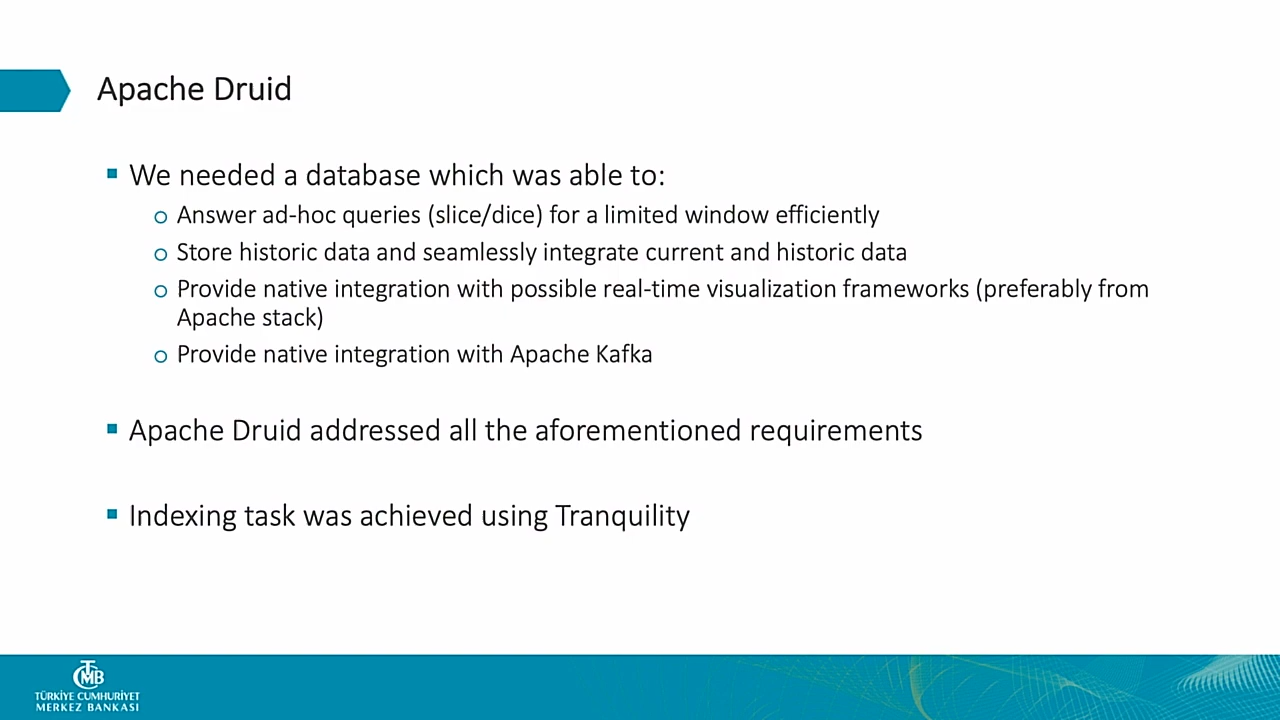 Apache Druid
We needed a database which was able to:
Answer ad-hoc queries (slice/dice) for a limited window efficiently
Store historic data and seamlessly integrate current and historic data
Provide native integration with possible real-time visualization frameworks (preferably from
Apache stack)
Provide native integration with Apache Kafka
Apache Druid addressed all the aforementioned requirements
Indexing task was achieved using Tranquility
TCMB
TÜRKİYE CUMHURİYET
MERKEZ BANKASI